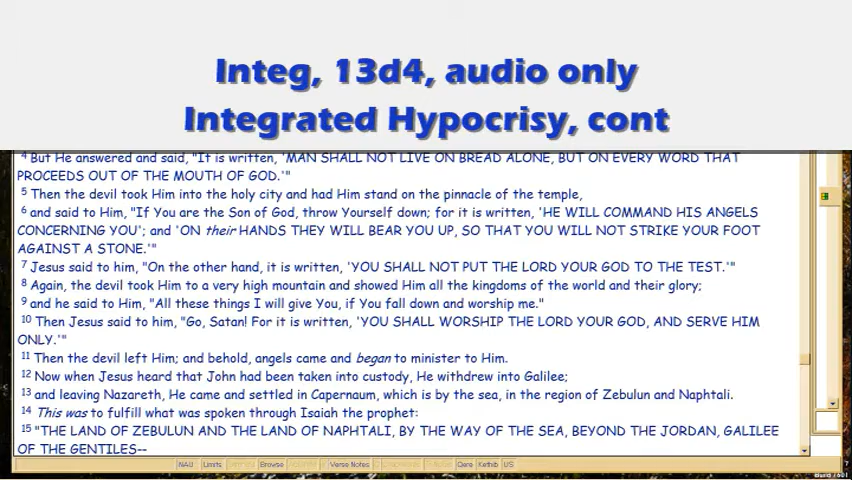 Integ, 13d4, audio only
Integrated Hypocrisy, cont
4 But He answered and said, "It is written, 'MAN SHALL NOT LIVE ON BREAD ALONE, BUT ON EVERY WORD THAT
PROCEEDS OUT OF THE MOUTH OF GOD.'"
5 Then the devil took Him into the holy city and had Him stand on the pinnacle of the temple,
6 and said to Him, "If You are the Son of God, throw Yourself down; for it is written, 'HE WILL COMMAND HIS ANGELS
CONCERNING YOU'; and 'ON their HANDS THEY WILL BEAR YOU UP, SO THAT YOU WILL NOT STRIKE YOUR FOOT
AGAINST A STONE.'"
7 Jesus said to him, "On the other hand, it is written, 'YOU SHALL NOT PUT THE LORD YOUR GOD TO THE TEST.'"
8 Again, the devil took Him to a very high mountain and showed Him all the kingdoms of the world and their glory;
9 and he said to Him, "All these things I will give You, if You fall down and worship me."
10 Then Jesus said to him, "Go, Satan! For it is written, 'YOU SHALL WORSHIP THE LORD YOUR GOD, AND SERVE HIM
ONLY.'"
11 Then the devil left Him; and behold, angels came and began to minister to Him.
12 Now when Jesus heard that John had been taken into custody, He withdrew into Galilee;
13 and leaving Nazareth, He came and settled in Capernaum, which is by the sea, in the region of Zebulun and Naphtali.
14 This was to fulfill what was spoken through Isaiah the prophet:
15 "THE LAND OF ZEBULUN AND THE LAND OF NAPHTALI, BY THE WAY OF THE SEA, BEYOND THE JORDAN, GALILEE
OF THE GENTILES--
NAU Limits Browse Verse Notes Qere Kethib US